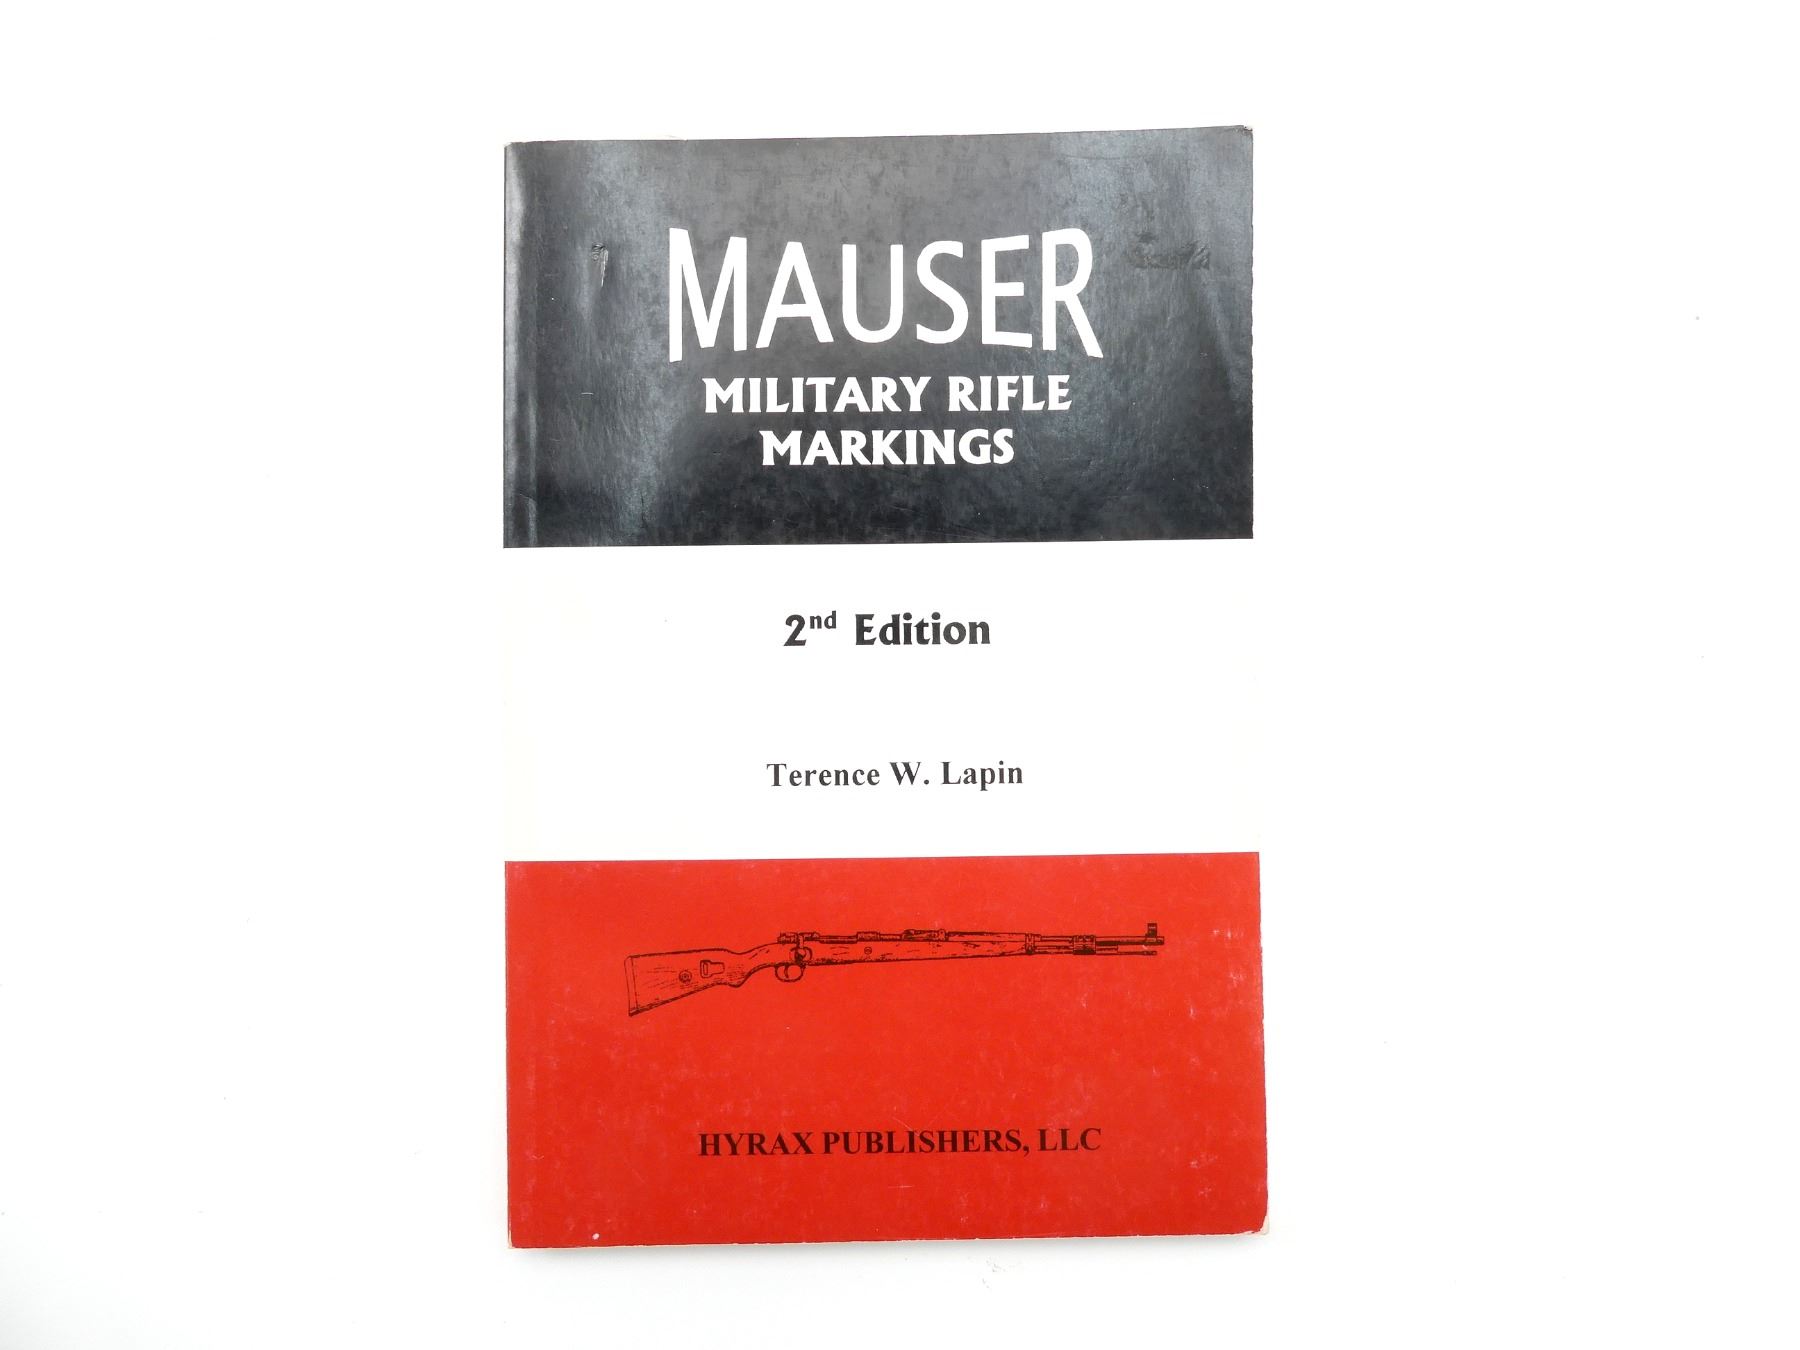 MAUSER
MILITARY RIFLE
MARKINGS
2nd Edition
Terence W. Lapin
HYRAX PUBLISHERS, LLC